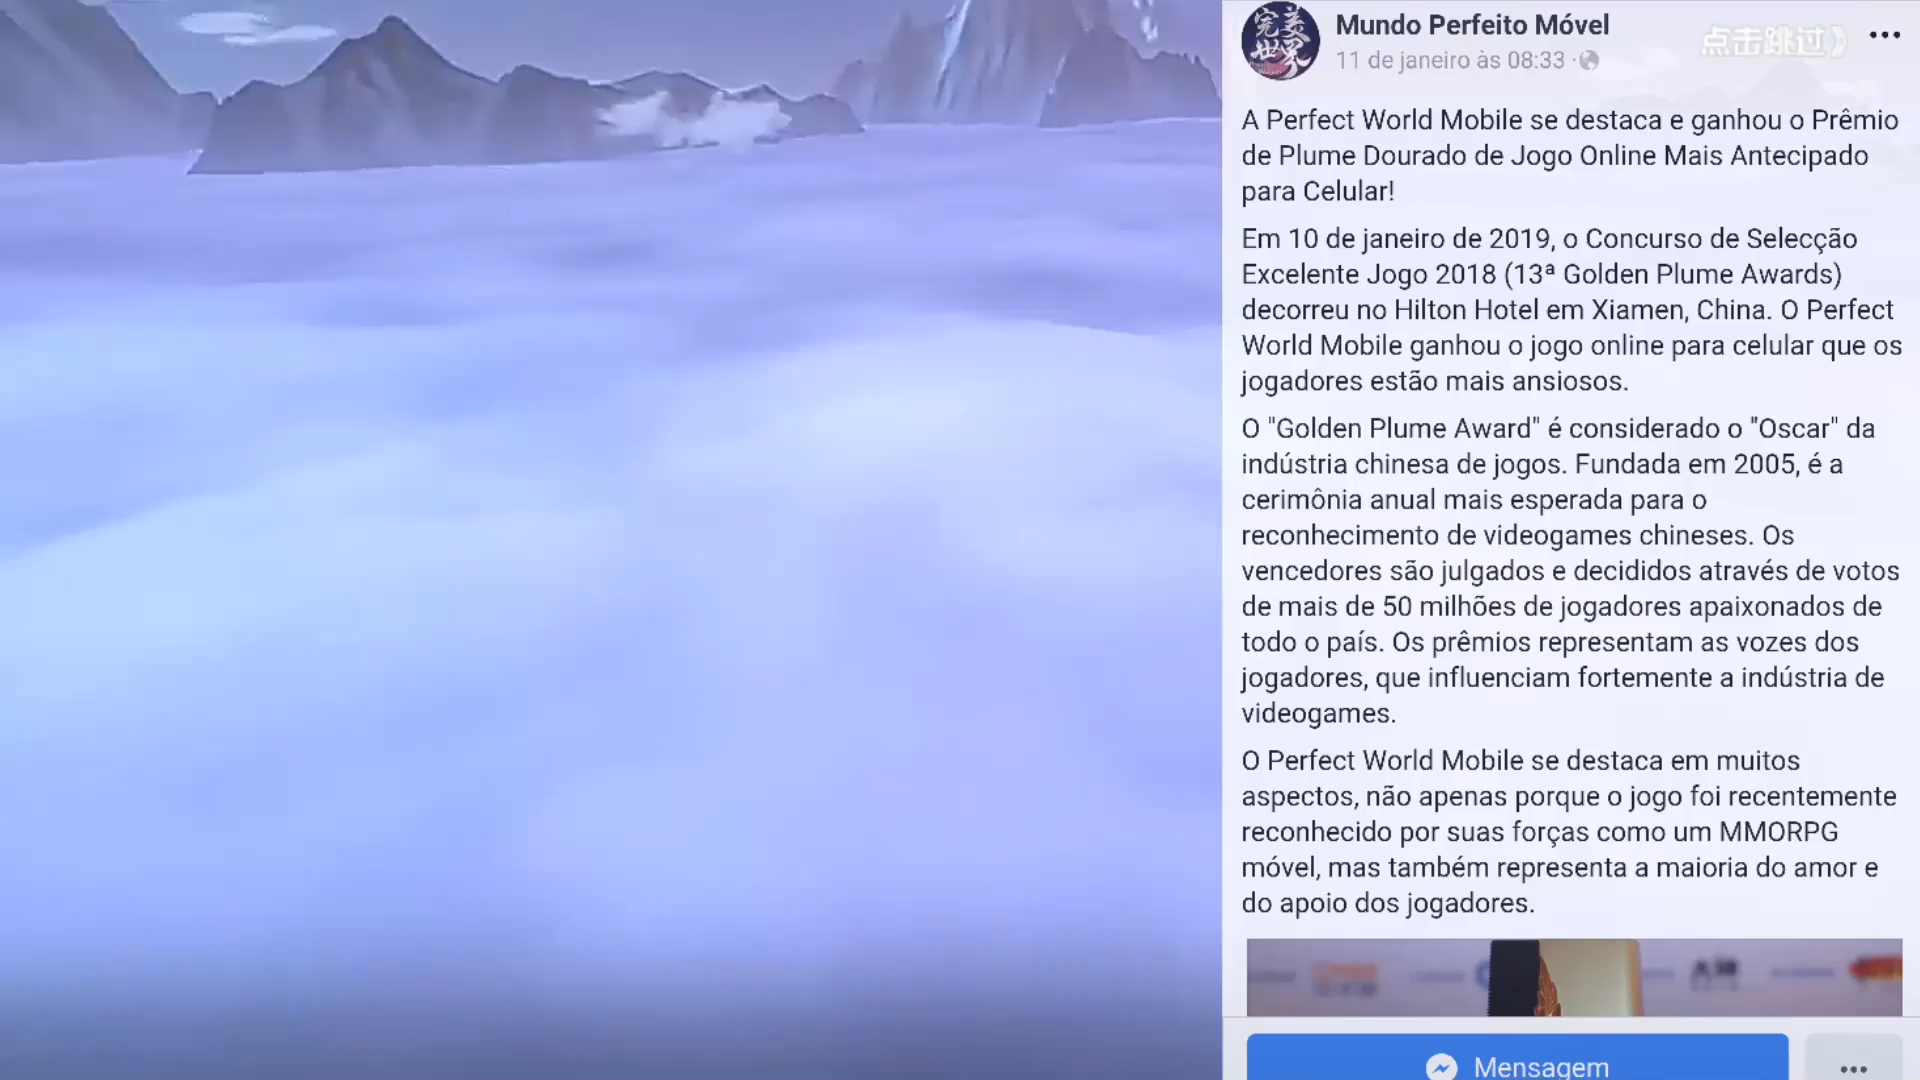 完美
世界
Mundo Perfeito Móvel
点击跳过》
11 de janeiro às 08:33 ·
A Perfect World Mobile se destaca e ganhou o Prêmio
de Plume Dourado de Jogo Online Mais Antecipado
para Celular!
Em 10 de janeiro de 2019, o Concurso de Selecção
Excelente Jogo 2018 (13ª Golden Plume Awards)
decorreu no Hilton Hotel em Xiamen, China. O Perfect
World Mobile ganhou o jogo online para celular que os
jogadores estão mais ansiosos.
O "Golden Plume Award" é considerado o "Oscar" da
indústria chinesa de jogos. Fundada em 2005, é a
cerimônia anual mais esperada para o
reconhecimento de videogames chineses. Os
vencedores são julgados e decididos através de votos
de mais de 50 milhões de jogadores apaixonados de
todo o país. Os prêmios representam as vozes dos
jogadores, que influenciam fortemente a indústria de
videogames.
O Perfect World Mobile se destaca em muitos
aspectos, não apenas porque o jogo foi recentemente
reconhecido por suas forças como um MMORPG
móvel, mas também representa a maioria do amor e
do apoio dos jogadores.
Mensagem